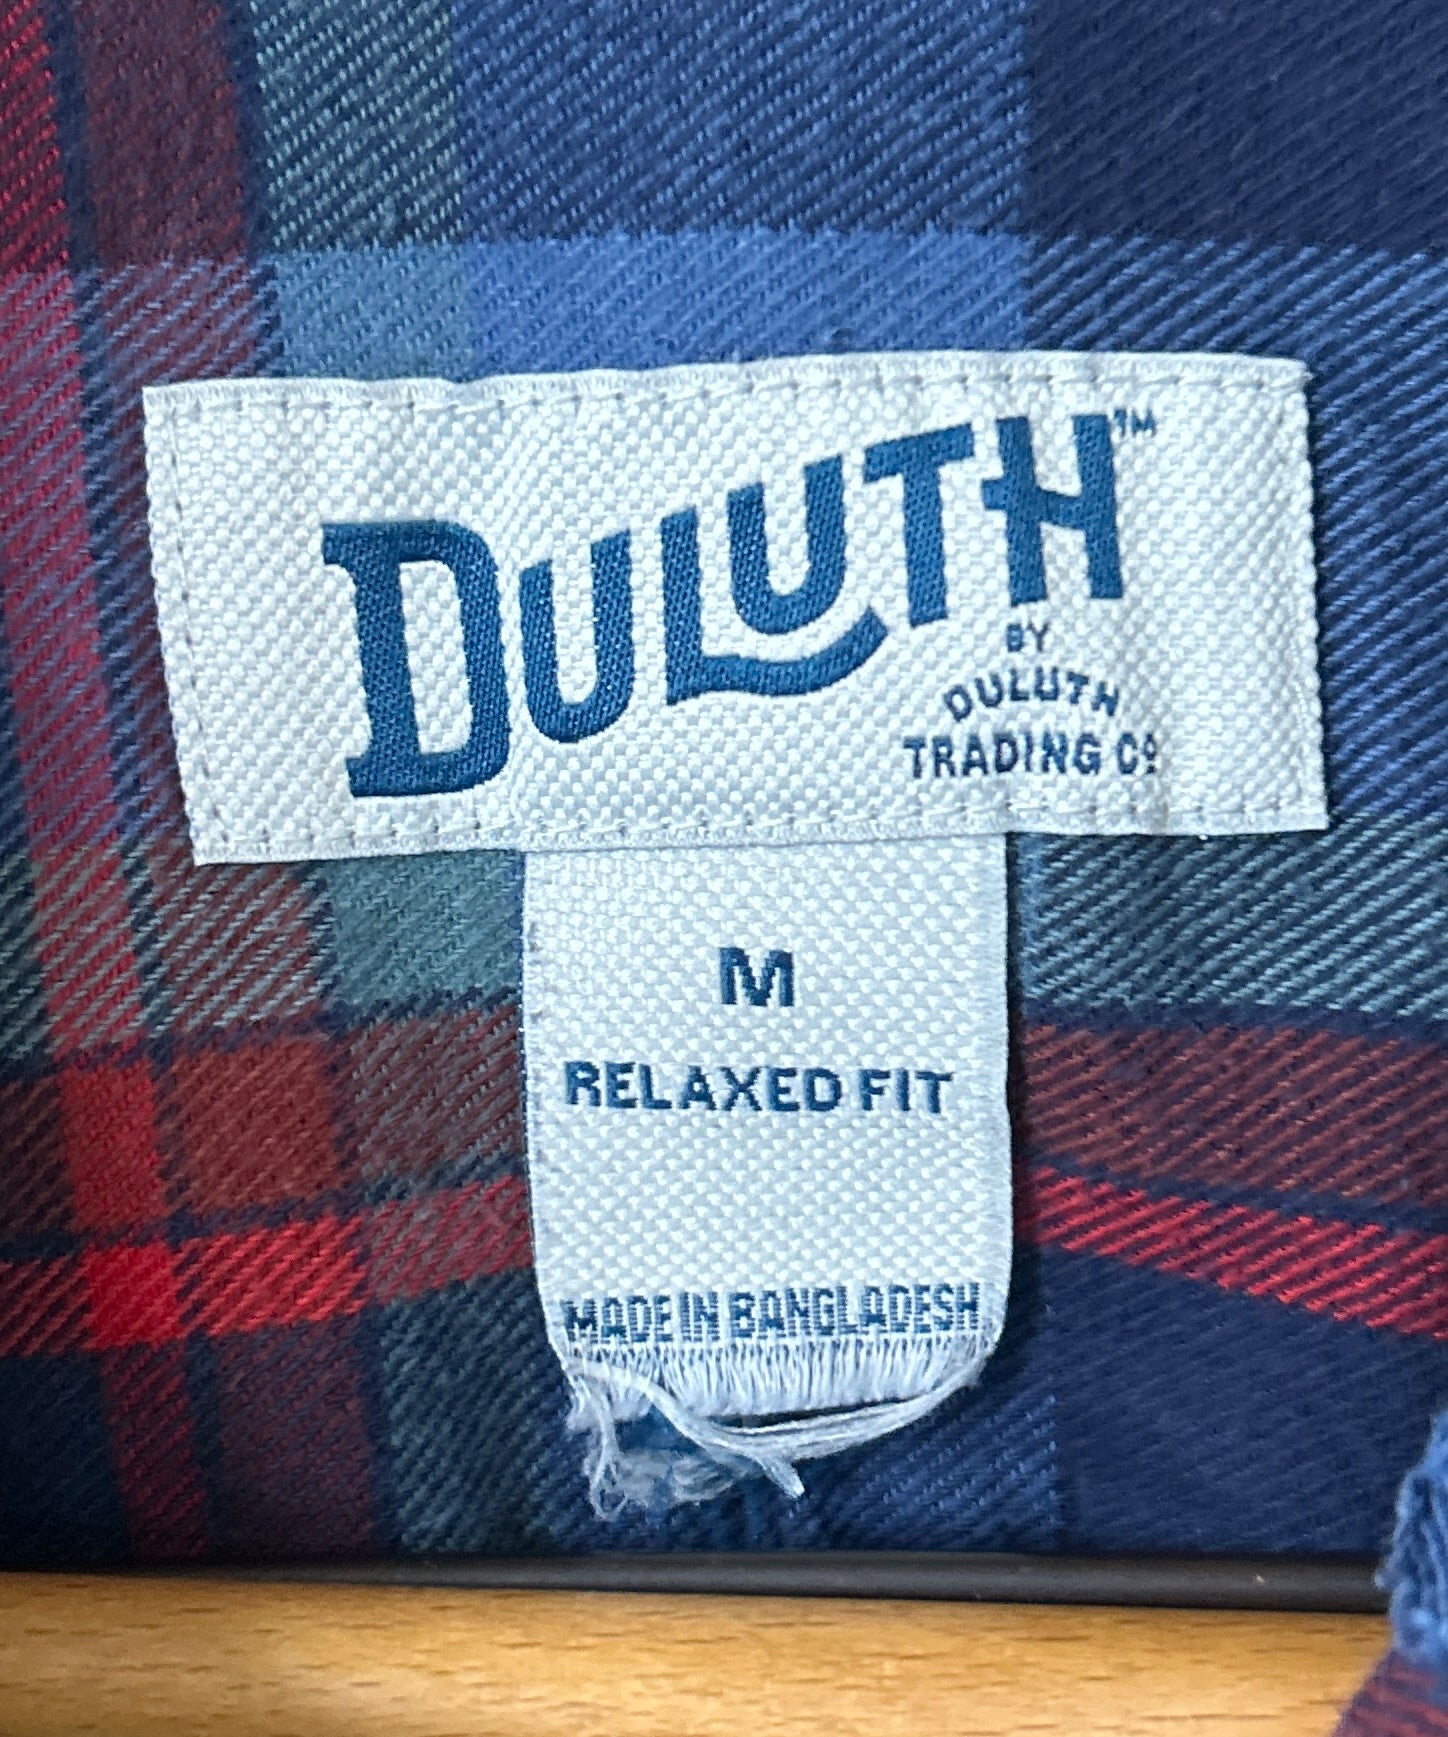 DULUTH™
BY
DULUTH
TRADING Cº
M
RELAXED FIT
MADE IN BANGLADESH